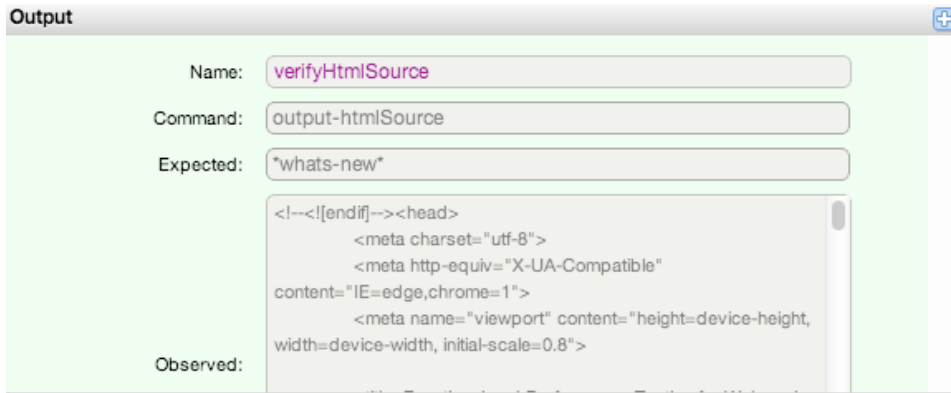 Output
Name: verifyHtmlSource
Command: output-htmlSource
Expected: *whats-new*
<!--<![endif]--><head>
<meta charset="utf-8">
<meta http-equiv="X-UA-Compatible"
content="IE=edge,chrome=1">
<meta name="viewport" content="height=device-height,
width=device-width, initial-scale=0.8">
Observed: